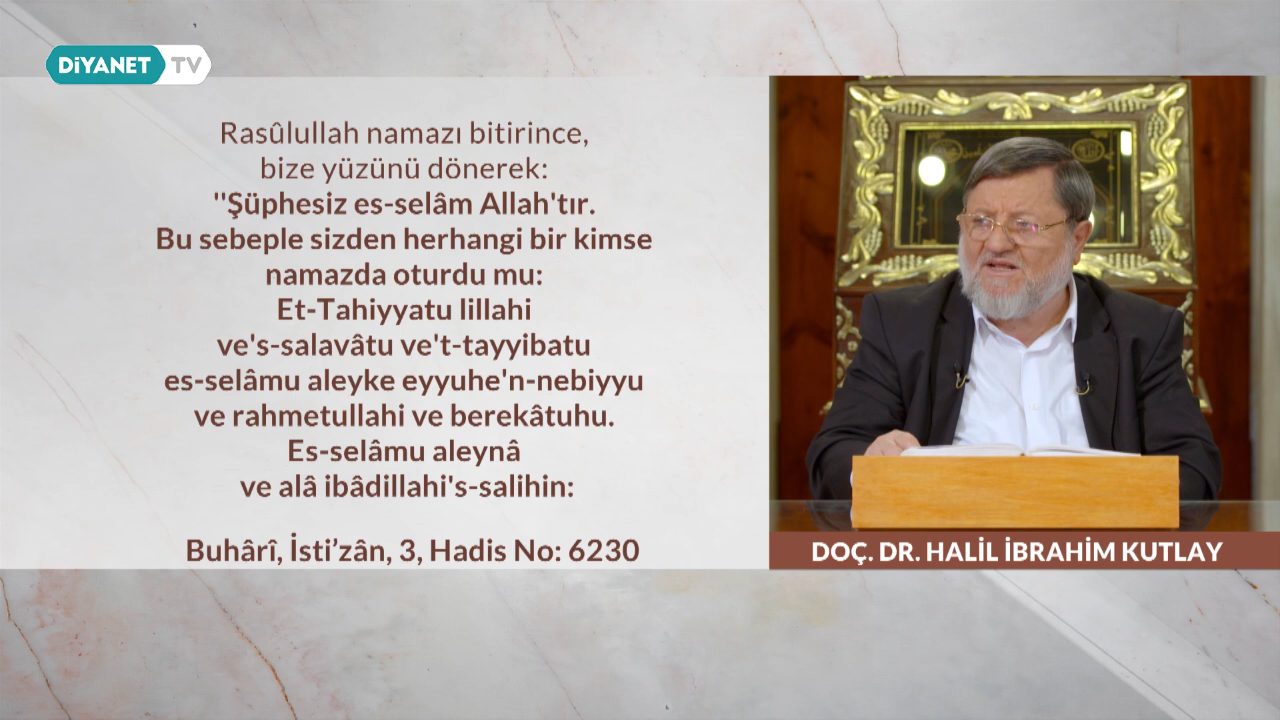 DİYANET TV
Rasûlullah namazı bitirince,
bize yüzünü dönerek:
''Şüphesiz es-selâm Allah'tır.
Bu sebeple sizden herhangi bir kimse
namazda oturdu mu:
Et-Tahiyyatu lillahi
ve's-salavâtu ve't-tayyibatu
es-selâmu aleyke eyyuhe'n-nebiyyu
ve rahmetullahi ve berekâtuhu.
Es-selâmu aleynâ
ve alâ ibâdillahi's-salihin:
Buhârî, İsti’zân, 3, Hadis No: 6230
DOÇ. DR. HALİL İBRAHİM KUTLAY